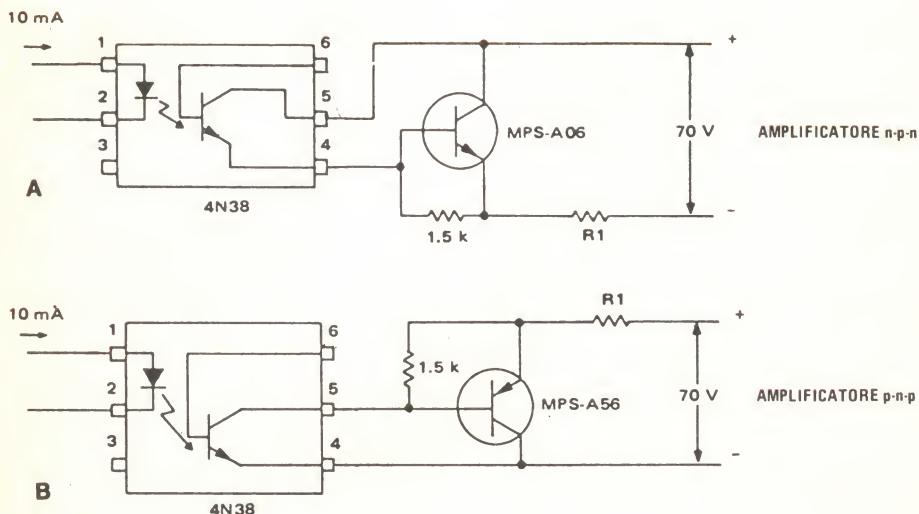 10 mA
1
6
2
5
3
4
MPS-A06
70 V
AMPLIFICATORE n-p-n
+
−
A
4N38
1.5 k
R1
10 mA
1
6
2
5
3
4
1.5 k
R1
MPS-A56
70 V
AMPLIFICATORE p-n-p
+
−
B
4N38